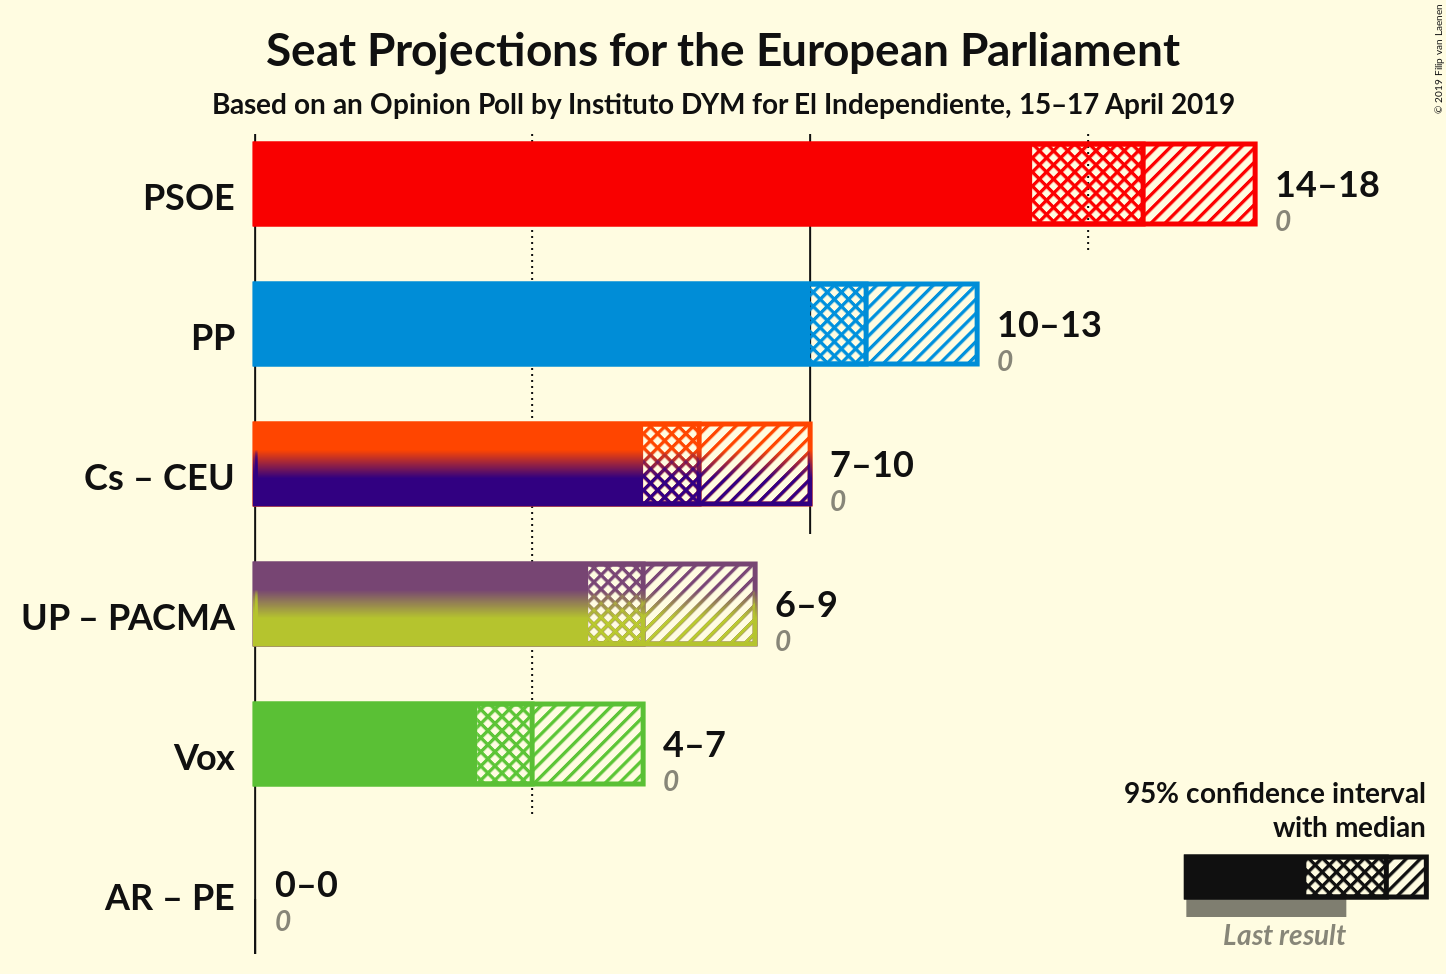 Seat Projections for the European Parliament
Based on an Opinion Poll by Instituto DYM for El Independiente, 15–17 April 2019
© 2019 Filip van Laenen
PSOE
14–18
0
PP
10–13
0
Cs – CEU
7–10
0
UP – PACMA
6–9
0
Vox
4–7
0
AR – PE
0–0
0
95% confidence interval
with median
Last result